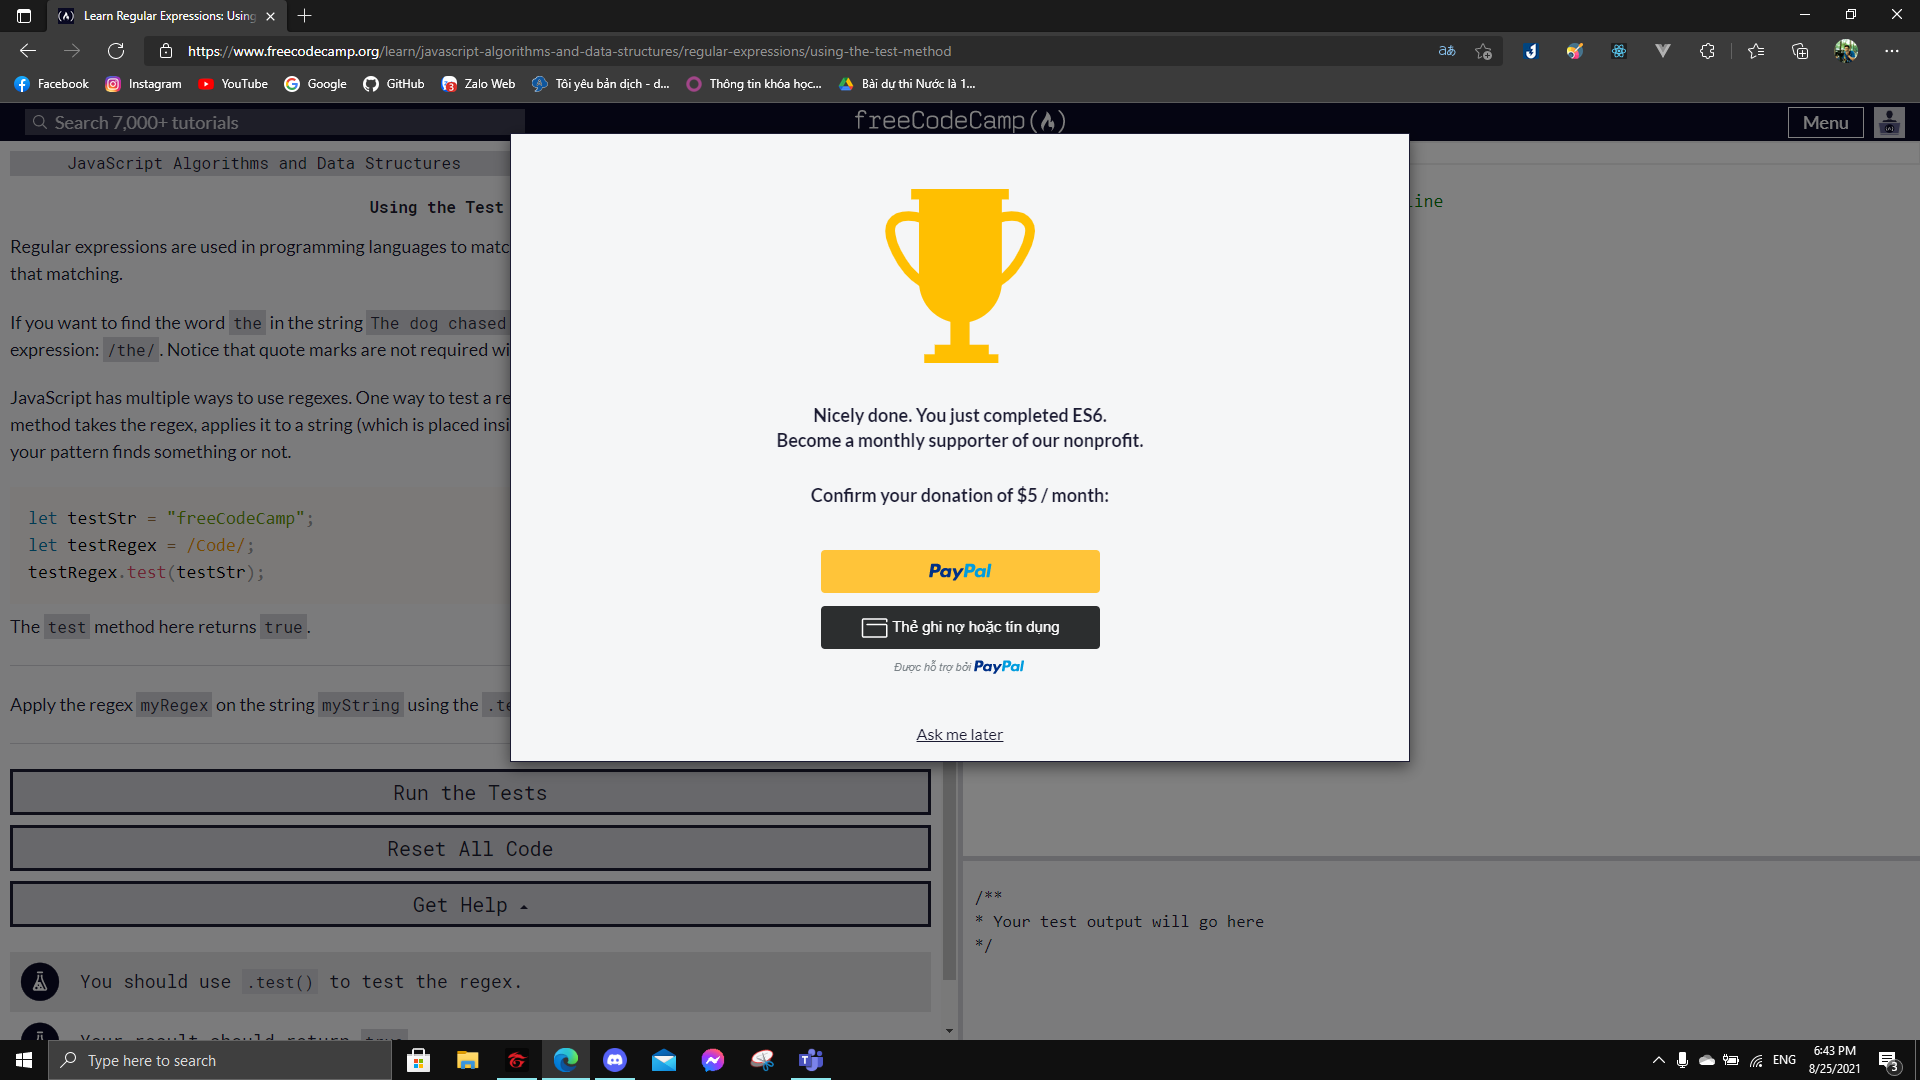 Learn Regular Expressions: Using
https://www.freecodecamp.org/learn/javascript-algorithms-and-data-structures/regular-expressions/using-the-test-method
Facebook Instagram YouTube Google GitHub Zalo Web Tôi yêu bản dịch - d... Thông tin khóa học... Bài dự thi Nước là 1...
Search 7,000+ tutorials
freeCodeCamp
Menu
JavaScript Algorithms and Data Structures
Using the Test
Regular expressions are used in programming languages to matc
that matching.
If you want to find the word the in the string The dog chased
expression: /the/. Notice that quote marks are not required wi
JavaScript has multiple ways to use regexes. One way to test a re
method takes the regex, applies it to a string (which is placed insi
your pattern finds something or not.
let testStr = "freeCodeCamp";
let testRegex = /Code/;
testRegex.test(testStr);
The test method here returns true.
Apply the regex myRegex on the string myString using the .te
Run the Tests
Reset All Code
Get Help
You should use .test() to test the regex.
Your result should return true
line
Nicely done. You just completed ES6.
Become a monthly supporter of our nonprofit.
Confirm your donation of $5 / month:
PayPal
Thẻ ghi nợ hoặc tín dụng
Được hỗ trợ bởi PayPal
Ask me later
/**
* Your test output will go here
*/
Type here to search
ENG
6:43 PM
8/25/2021
3